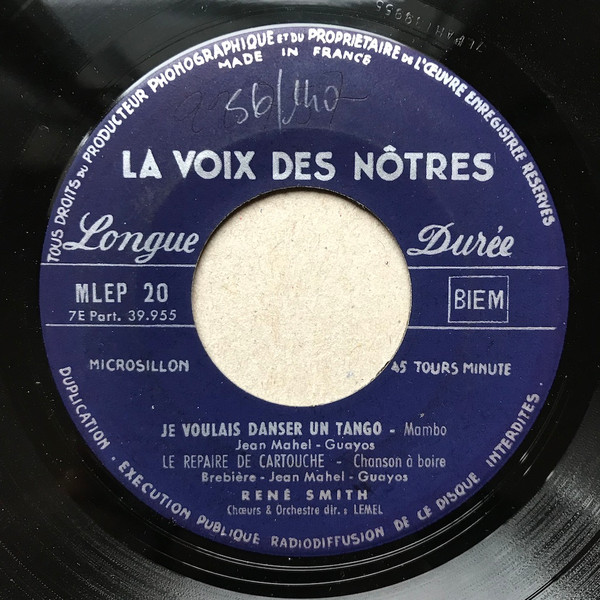 TOUS DROITS DU PRODUCTEUR PHONOGRAPHIQUE ET DU PROPRIETAIRE DE L'ŒUVRE ENREGISTREE RESERVES
MADE IN FRANCE
LA VOIX DES NÔTRES
Longue Durée
MLEP 20
7E Part. 39.955
BIEM
MICROSILLON
45 TOURS MINUTE
JE VOULAIS DANSER UN TANGO - Mambo
Jean Mahel - Guayos
LE REPAIRE DE CARTOUCHE - Chanson à boire
Brebière - Jean Mahel - Guayos
RENÉ SMITH
Chœurs & Orchestre dir. : LEMEL
DUPLICATION . EXECUTION PUBLIQUE RADIODIFFUSION DE CE DISQUE INTERDITES .